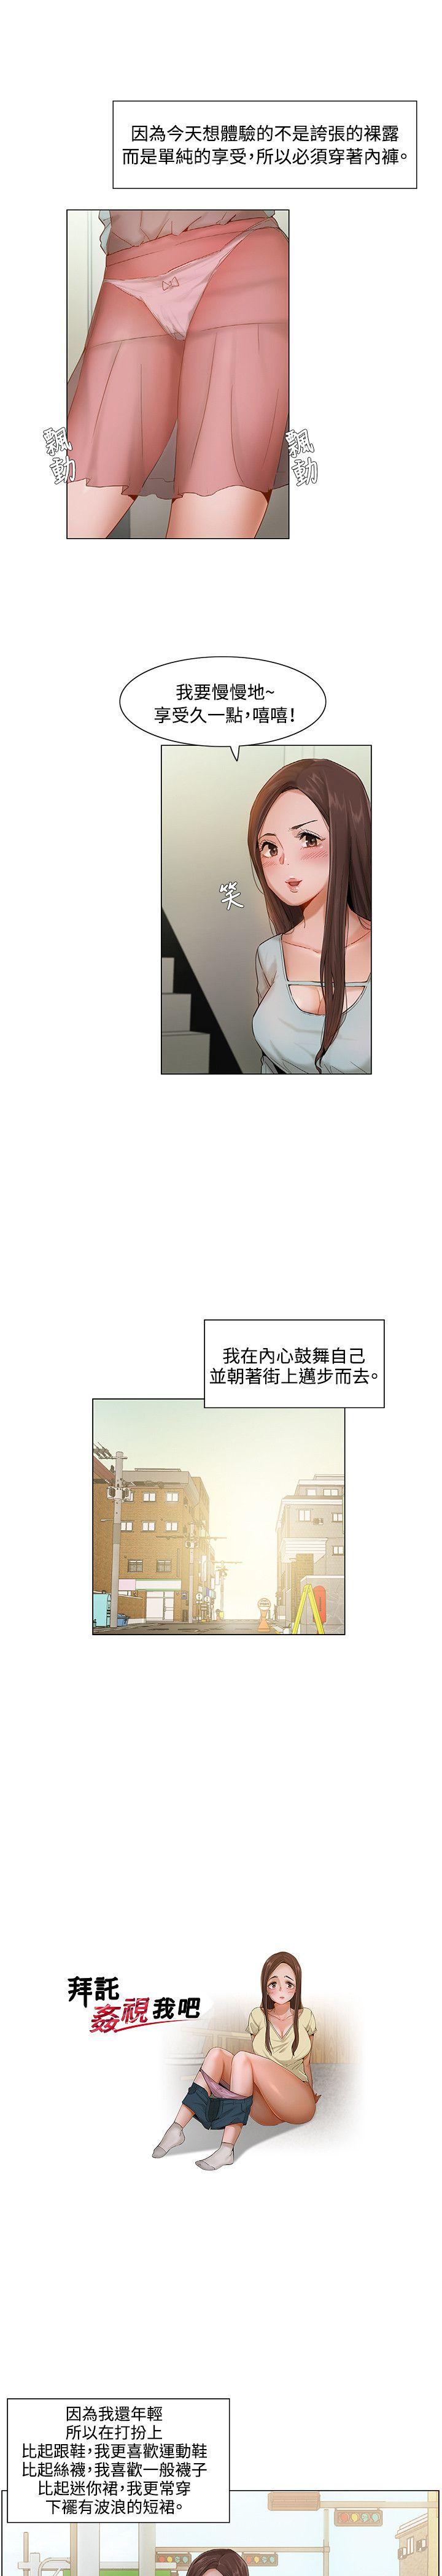 因為今天想體驗的不是誇張的裸露
而是單純的享受，所以必須穿著內褲。
飄動
飄動
我要慢慢地~
享受久一點，嘻嘻！
笑
我在內心鼓舞自己
並朝著街上邁步而去。
拜託
姦視我吧
因為我還年輕
所以在打扮上
比起跟鞋，我更喜歡運動鞋
比起絲襪，我喜歡一般襪子
比起迷你裙，我更常穿
下襬有波浪的短裙。